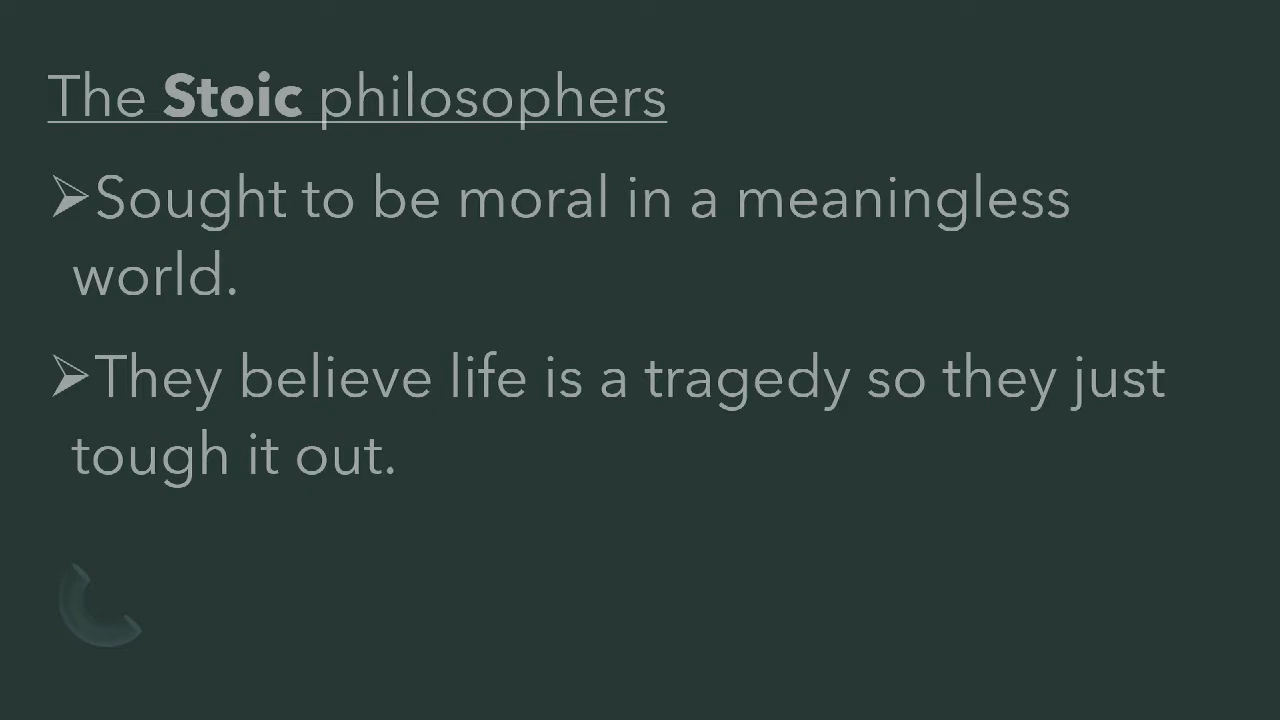 The Stoic philosophers
➢Sought to be moral in a meaningless
world.
➢They believe life is a tragedy so they just
tough it out.